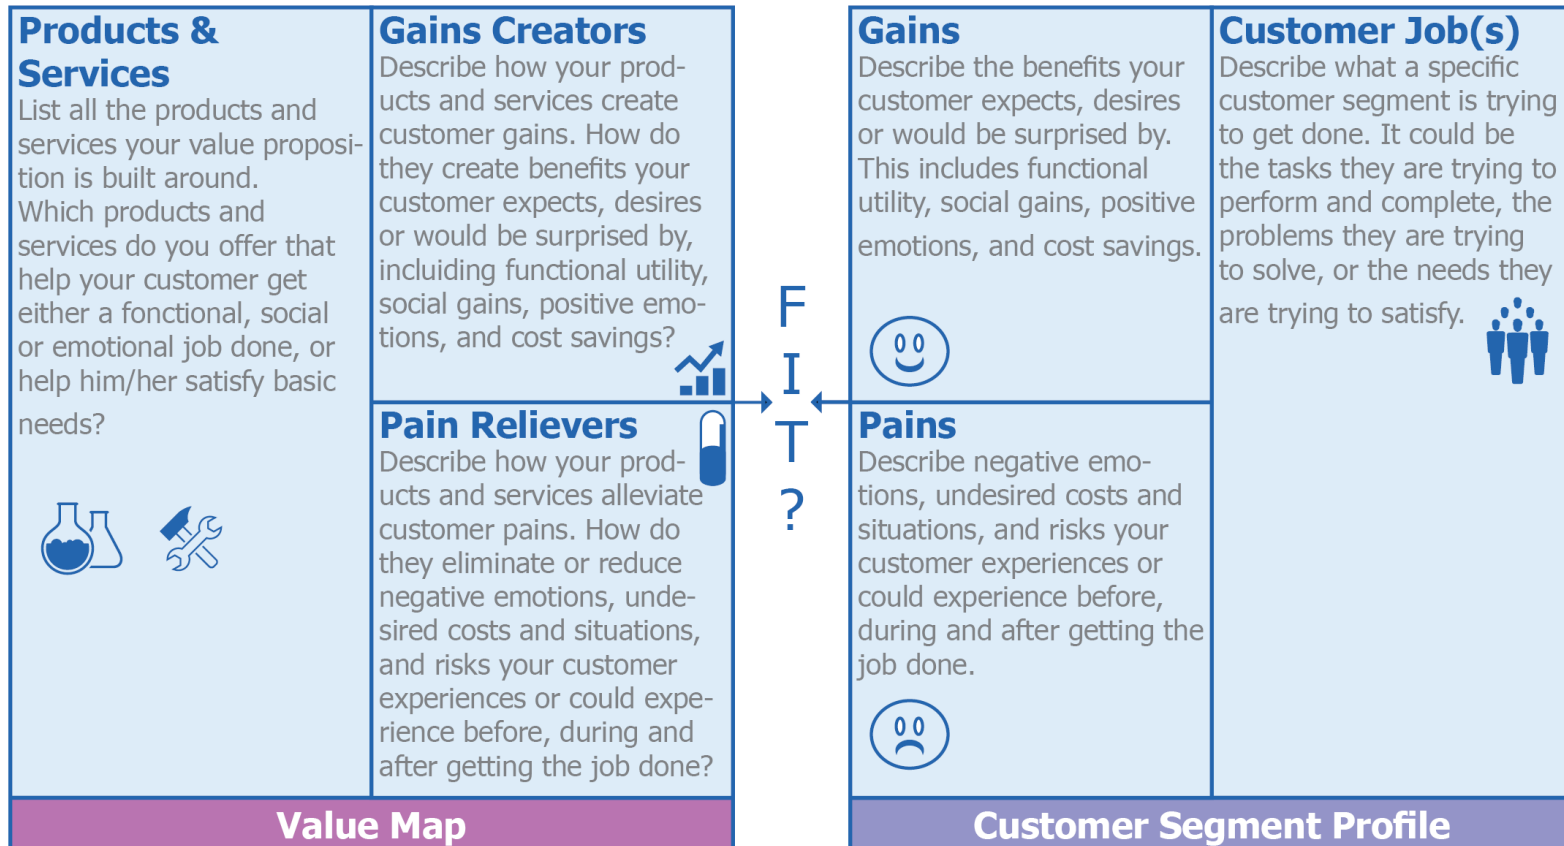 Products &
Services
List all the products and
services your value proposi-
tion is built around.
Which products and
services do you offer that
help your customer get
either a fonctional, social
or emotional job done, or
help him/her satisfy basic
needs?
Gains Creators
Describe how your prod-
ucts and services create
customer gains. How do
they create benefits your
customer expects, desires
or would be surprised by,
incluiding functional utility,
social gains, positive emo-
tions, and cost savings?
Pain Relievers
Describe how your prod-
ucts and services alleviate
customer pains. How do
they eliminate or reduce
negative emotions, unde-
sired costs and situations,
and risks your customer
experiences or could expe-
rience before, during and
after getting the job done?
Value Map
F
I
T
?
Gains
Describe the benefits your
customer expects, desires
or would be surprised by.
This includes functional
utility, social gains, positive
emotions, and cost savings.
Pains
Describe negative emo-
tions, undesired costs and
situations, and risks your
customer experiences or
could experience before,
during and after getting the
job done.
Customer Job(s)
Describe what a specific
customer segment is trying
to get done. It could be
the tasks they are trying to
perform and complete, the
problems they are trying
to solve, or the needs they
are trying to satisfy.
Customer Segment Profile